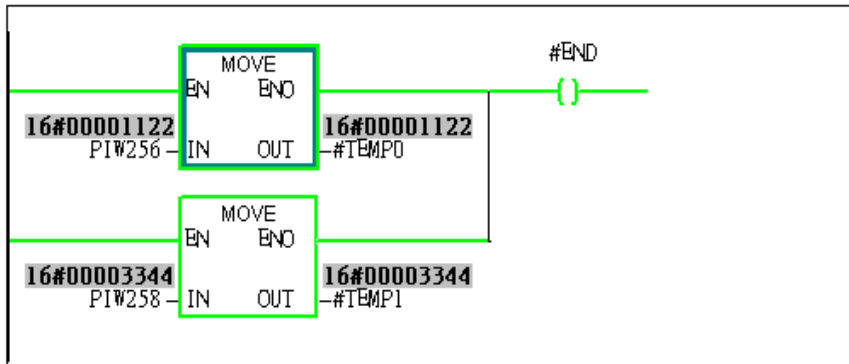 #END
MOVE
EN ENO
16#00001122 16#00001122
PIW256 IN OUT #TEMP0
MOVE
EN ENO
16#00003344 16#00003344
PIW258 IN OUT #TEMP1